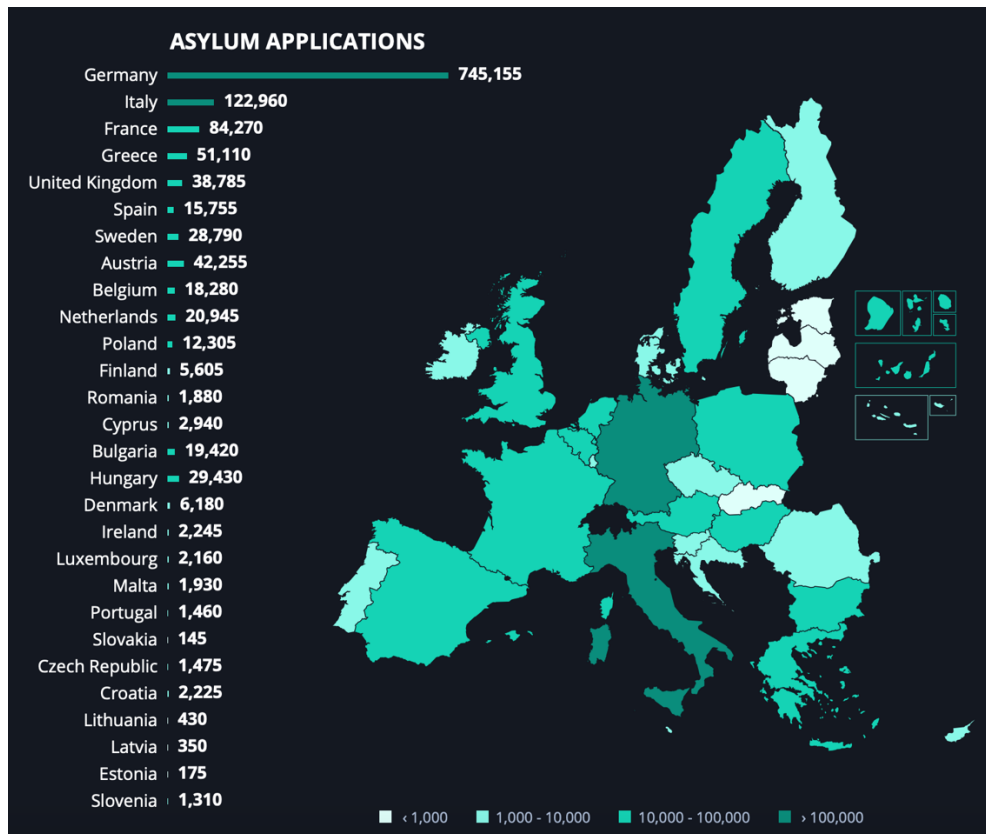 ASYLUM APPLICATIONS
Germany 745,155
Italy 122,960
France 84,270
Greece 51,110
United Kingdom 38,785
Spain 15,755
Sweden 28,790
Austria 42,255
Belgium 18,280
Netherlands 20,945
Poland 12,305
Finland 5,605
Romania 1,880
Cyprus 2,940
Bulgaria 19,420
Hungary 29,430
Denmark 6,180
Ireland 2,245
Luxembourg 2,160
Malta 1,930
Portugal 1,460
Slovakia 145
Czech Republic 1,475
Croatia 2,225
Lithuania 430
Latvia 350
Estonia 175
Slovenia 1,310
< 1,000 1,000 - 10,000 10,000 - 100,000 > 100,000